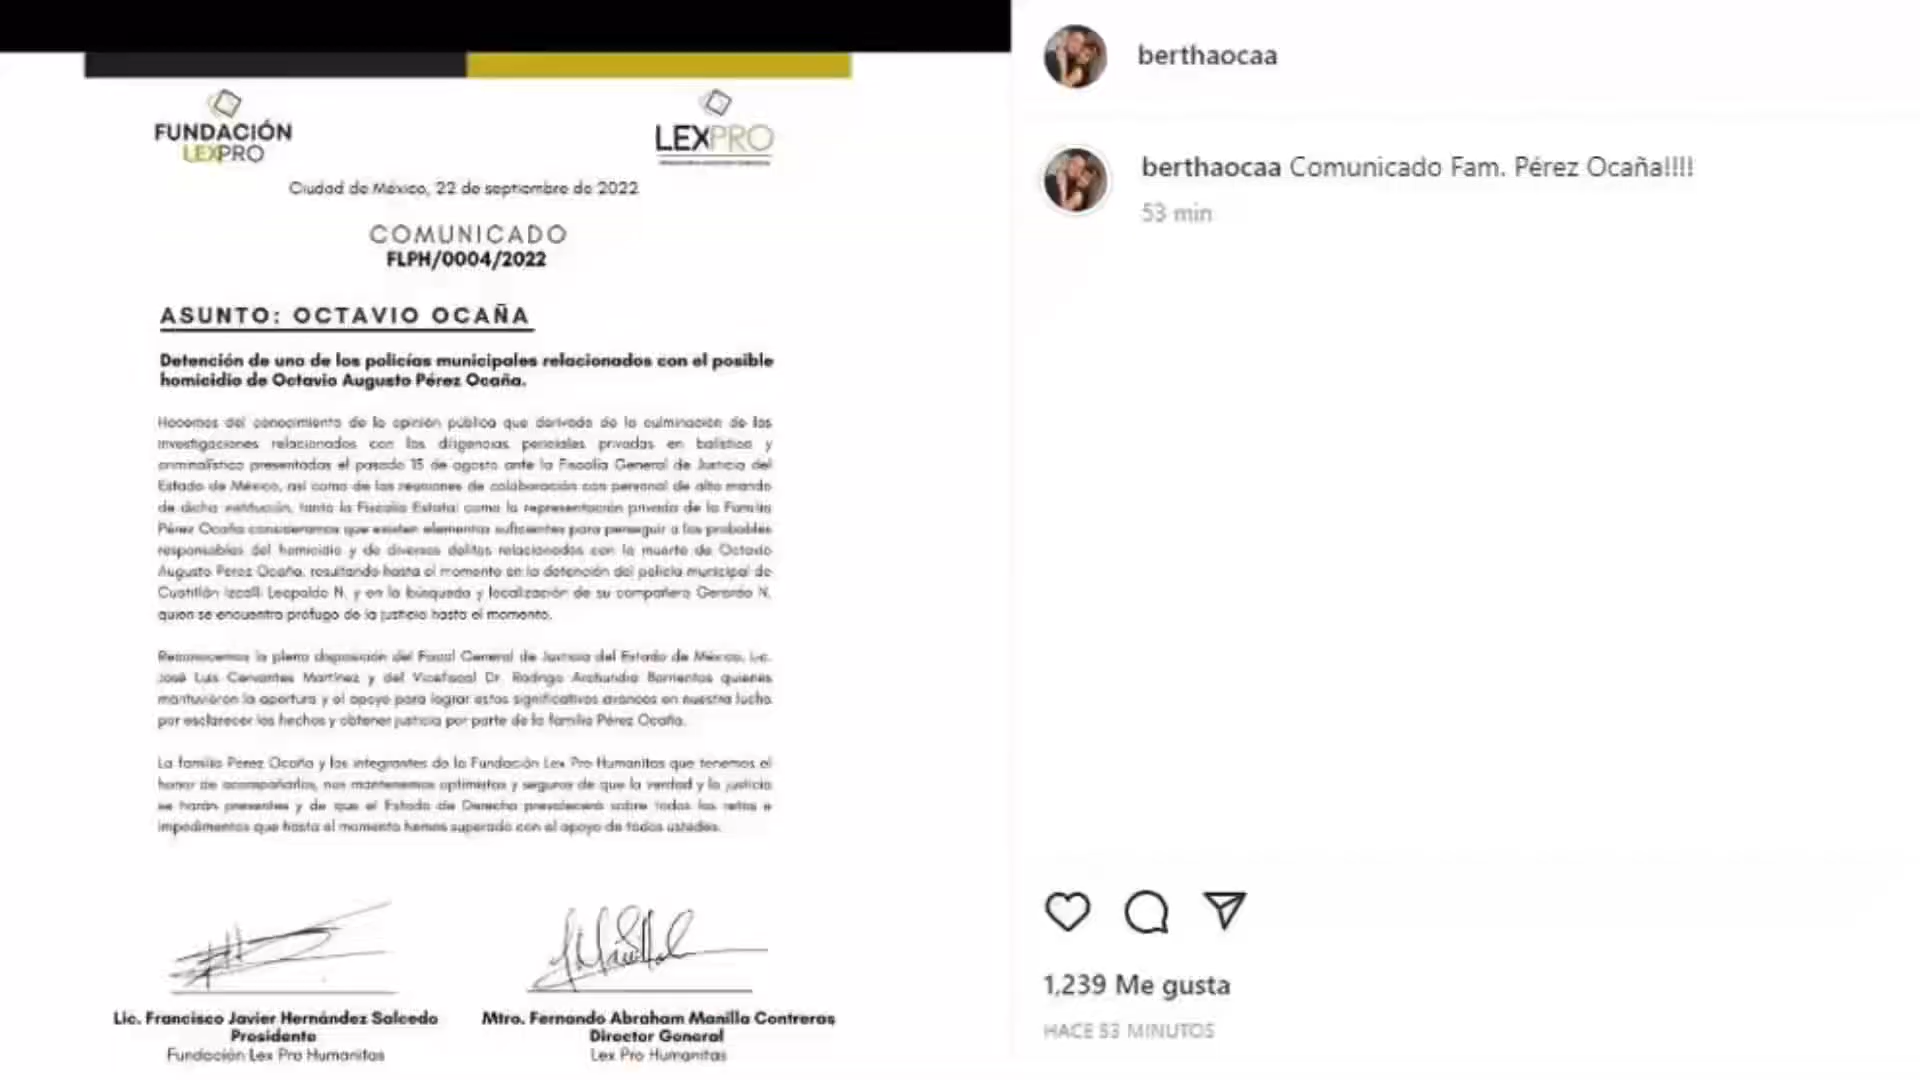 FUNDACIÓN
LEXPRO
LEXPRO
Ciudad de México, 22 de septiembre de 2022
COMUNICADO
FLPH/0004/2022
ASUNTO: OCTAVIO OCAÑA
Detención de uno de los policías municipales relacionados con el posible
homicidio de Octavio Augusto Pérez Ocaña.
Hacemos del conocimiento de la opinión pública que derivado de la culminación de las
investigaciones relacionadas con las diligencias periciales privadas en balística y
criminalística presentadas el pasado 15 de agosto ante la Fiscalía General de Justicia del
Estado de México, así como de las reuniones de colaboración con personal de alto mando
de dicha institución, tanto la Fiscalía Estatal como la representación privada de la Familia
Pérez Ocaña consideramos que existen elementos suficientes para perseguir a los probables
responsables del homicidio y de diversos delitos relacionados con la muerte de Octavio
Augusto Pérez Ocaña, resultando hasta el momento en la detención del policía municipal de
Cuatitlán Izcalli Leopoldo N. y en la búsqueda y localización de su compañero Gerardo N.
quien se encuentra prófugo de la justicia hasta el momento.
Reconocemos la plena disposición del Fiscal General de Justicia del Estado de México, Lic.
José Luis Cervantes Martínez y del Vicefiscal Dr. Rodrigo Archundia Barrientos quienes
mantuvieron la apertura y el apoyo para lograr estos significativos avances en nuestra lucha
por esclarecer los hechos y obtener justicia por parte de la familia Pérez Ocaña.
La familia Pérez Ocaña y los integrantes de la Fundación Lex Pro Humanitas que tenemos el
honor de acompañarlos, nos mantenemos optimistas y seguros de que la verdad y la justicia
se harán presentes y de que el Estado de Derecho prevalecerá sobre todos los retos e
impedimentos que hasta el momento hemos superado con el apoyo de todos ustedes.
Lic. Francisco Javier Hernández Salcedo
Presidente
Fundación Lex Pro Humanitas
Mtro. Fernando Abraham Manilla Contreras
Director General
Lex Pro Humanitas
berthaocaa
berthaocaa Comunicado Fam. Pérez Ocaña!!!!
53 min
1,239 Me gusta
HACE 53 MINUTOS